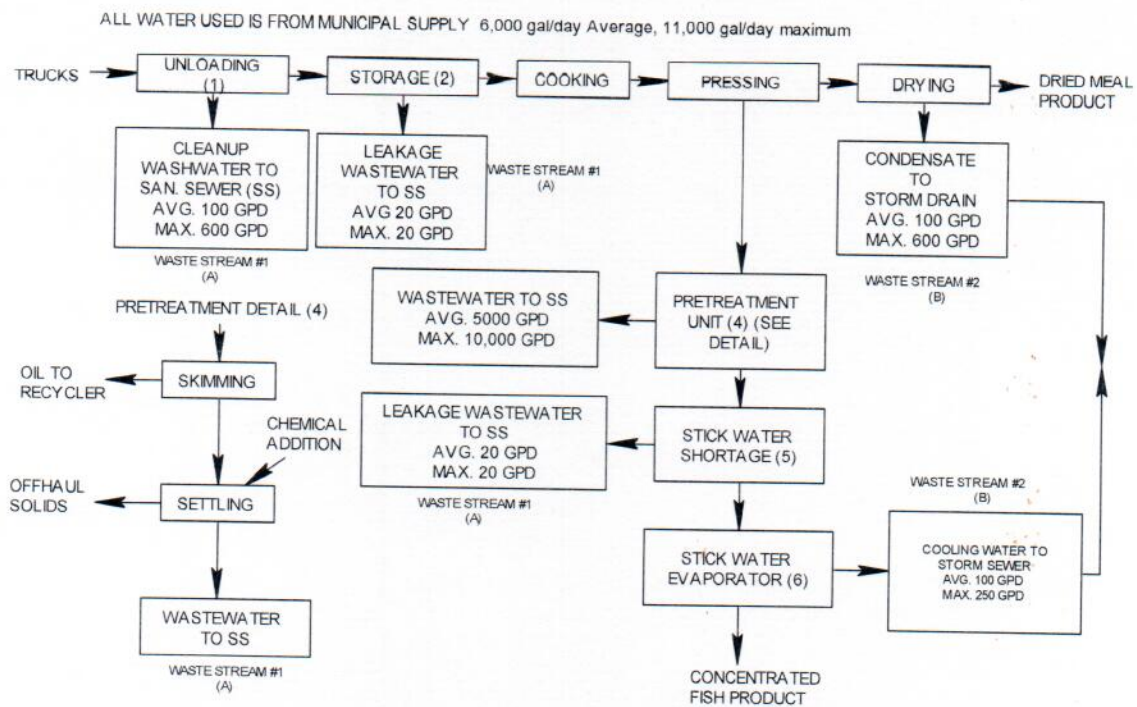 ALL WATER USED IS FROM MUNICIPAL SUPPLY 6,000 gal/day Average, 11,000 gal/day maximum
TRUCKS
UNLOADING
(1)
STORAGE (2)
COOKING
PRESSING
DRYING
DRIED MEAL
PRODUCT
CLEANUP
WASHWATER TO
SAN. SEWER (SS)
AVG. 100 GPD
MAX. 600 GPD
WASTE STREAM #1
(A)
LEAKAGE
WASTEWATER
TO SS
AVG 20 GPD
MAX. 20 GPD
WASTE STREAM #1
(A)
CONDENSATE
TO
STORM DRAIN
AVG. 100 GPD
MAX. 600 GPD
WASTE STREAM #2
(B)
PRETREATMENT DETAIL (4)
WASTEWATER TO SS
AVG. 5000 GPD
MAX. 10,000 GPD
PRETREATMENT
UNIT (4) (SEE
DETAIL)
OIL TO
RECYCLER
SKIMMING
CHEMICAL
ADDITION
LEAKAGE WASTEWATER
TO SS
AVG. 20 GPD
MAX. 20 GPD
WASTE STREAM #1
(A)
STICK WATER
SHORTAGE (5)
OFFHAUL
SOLIDS
SETTLING
WASTE STREAM #2
(B)
STICK WATER
EVAPORATOR (6)
COOLING WATER TO
STORM SEWER
AVG. 100 GPD
MAX. 250 GPD
WASTEWATER
TO SS
WASTE STREAM #1
(A)
CONCENTRATED
FISH PRODUCT